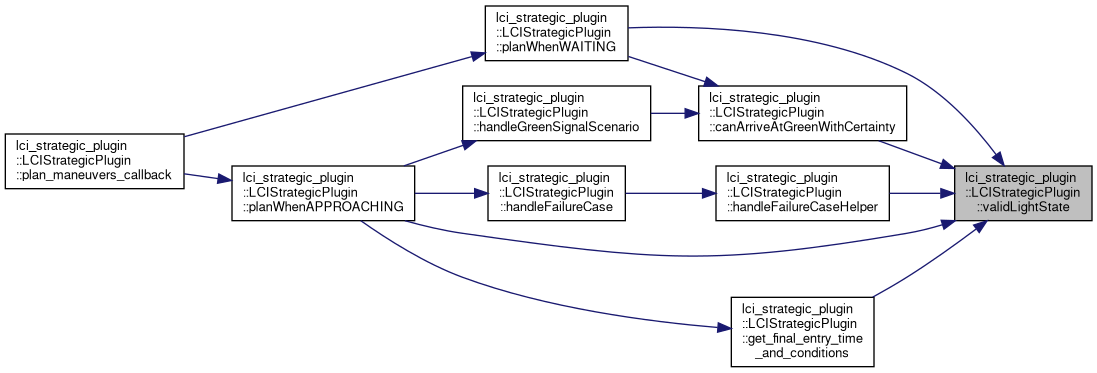 lci_strategic_plugin
::LCIStrategicPlugin
::planWhenWAITING
lci_strategic_plugin
::LCIStrategicPlugin
::handleGreenSignalScenario
lci_strategic_plugin
::LCIStrategicPlugin
::canArriveAtGreenWithCertainty
lci_strategic_plugin
::LCIStrategicPlugin
::plan_maneuvers_callback
lci_strategic_plugin
::LCIStrategicPlugin
::planWhenAPPROACHING
lci_strategic_plugin
::LCIStrategicPlugin
::handleFailureCase
lci_strategic_plugin
::LCIStrategicPlugin
::handleFailureCaseHelper
lci_strategic_plugin
::LCIStrategicPlugin
::validLightState
lci_strategic_plugin
::LCIStrategicPlugin
::get_final_entry_time
_and_conditions